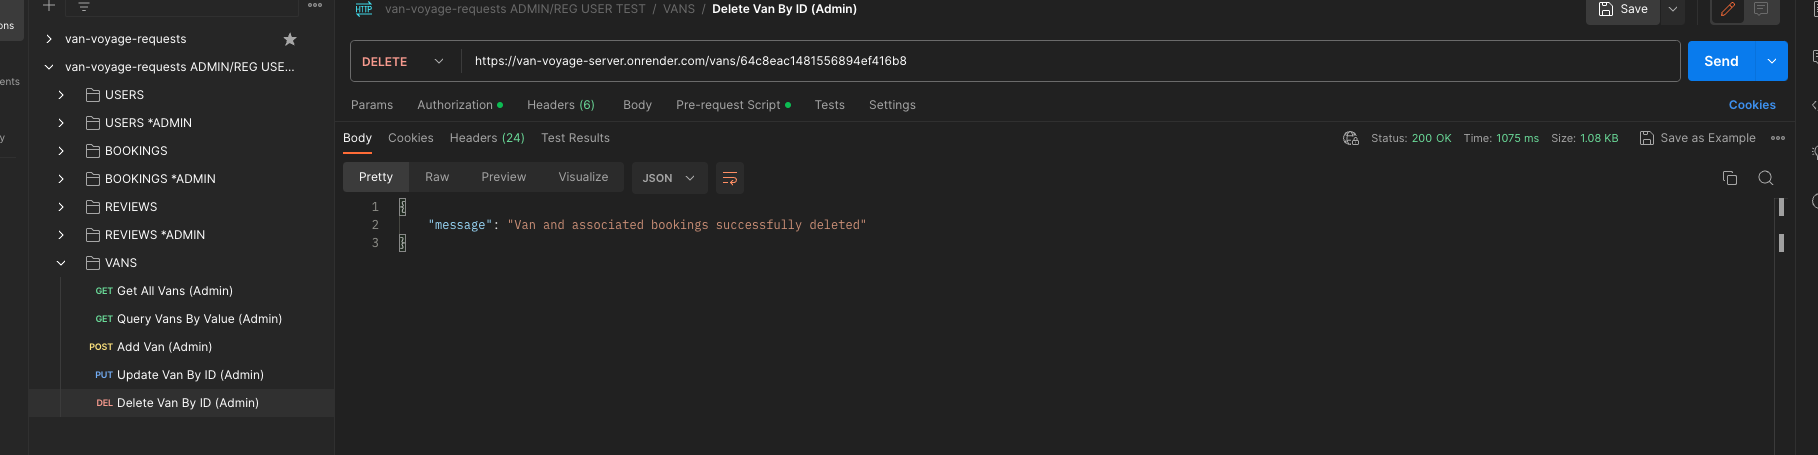 van-voyage-requests ADMIN/REG USER TEST / VANS / Delete Van By ID (Admin)
Save
ons
ents
y
van-voyage-requests
van-voyage-requests ADMIN/REG USE...
USERS
USERS *ADMIN
BOOKINGS
BOOKINGS *ADMIN
REVIEWS
REVIEWS *ADMIN
VANS
GET Get All Vans (Admin)
GET Query Vans By Value (Admin)
POST Add Van (Admin)
PUT Update Van By ID (Admin)
DEL Delete Van By ID (Admin)
HTTP
DELETE https://van-voyage-server.onrender.com/vans/64c8eac1481556894ef416b8 Send
Params Authorization Headers (6) Body Pre-request Script Tests Settings Cookies
Body Cookies Headers (24) Test Results Status: 200 OK Time: 1075 ms Size: 1.08 KB Save as Example
Pretty Raw Preview Visualize JSON
1 {
2 "message": "Van and associated bookings successfully deleted"
3 }